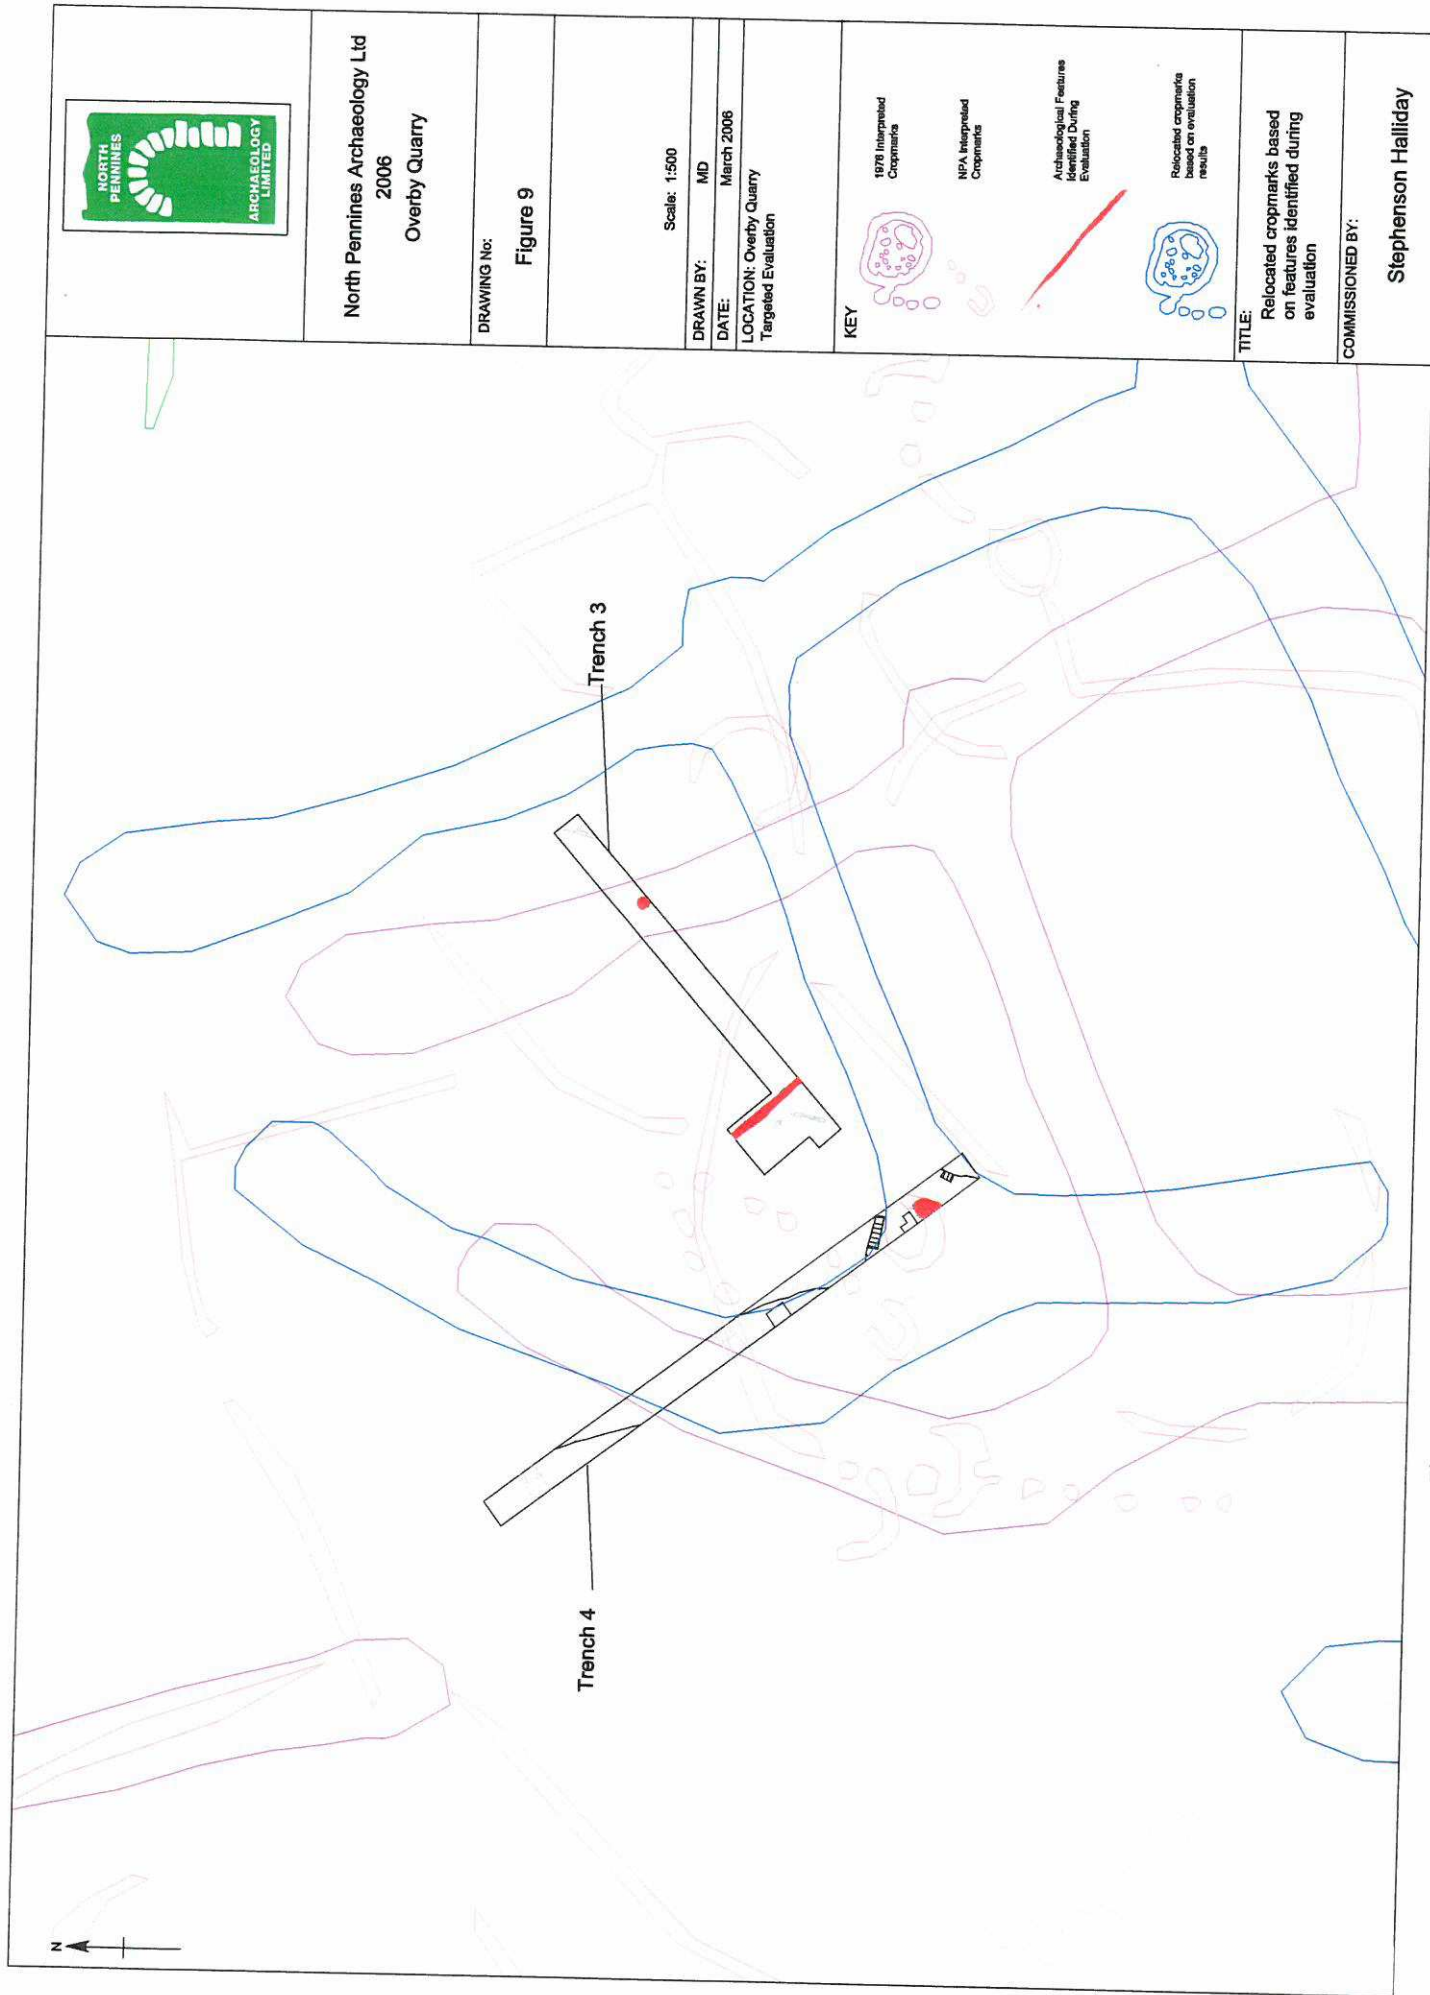 NORTH
PENNINES
ARCHAEOLOGY
LIMITED
North Pennines Archaeology Ltd
2006
Overby Quarry
DRAWING No:
Figure 9
Scale: 1:500
DRAWN BY: MD
DATE: March 2006
LOCATION: Overby Quarry
Targeted Evaluation
KEY
1978 Interpreted
Cropmarks
NPA Interpreted
Cropmarks
Archaeological Features
Identified During
Evaluation
Relocated cropmarks
based on evaluation
results
TITLE:
Relocated cropmarks based
on features identified during
evaluation
COMMISSIONED BY:
Stephenson Halliday
Trench 3
Trench 4
N